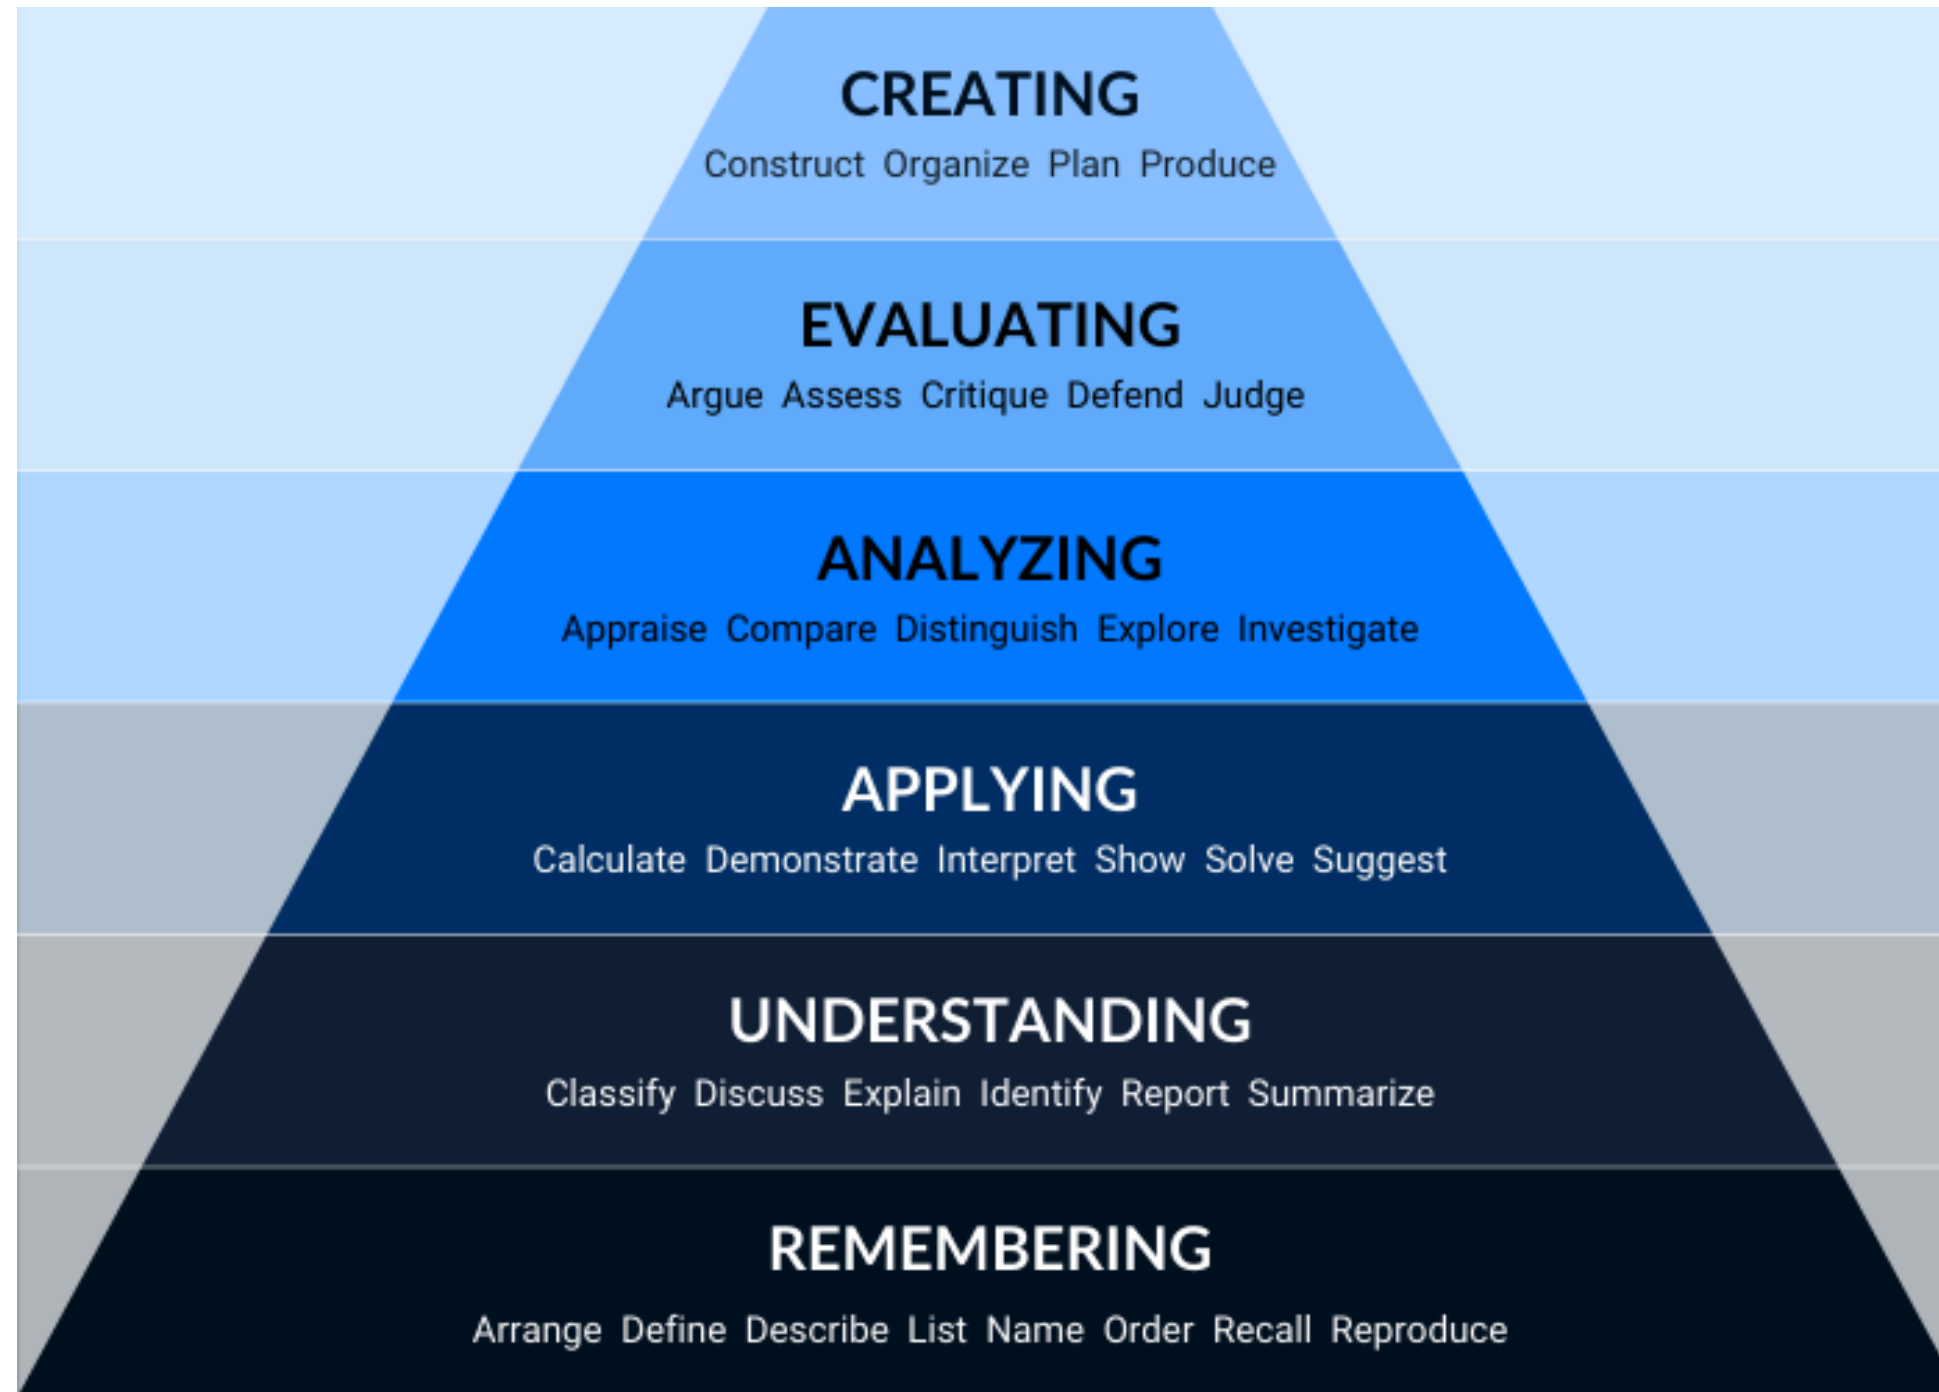 CREATING
Construct Organize Plan Produce
EVALUATING
Argue Assess Critique Defend Judge
ANALYZING
Appraise Compare Distinguish Explore Investigate
APPLYING
Calculate Demonstrate Interpret Show Solve Suggest
UNDERSTANDING
Classify Discuss Explain Identify Report Summarize
REMEMBERING
Arrange Define Describe List Name Order Recall Reproduce